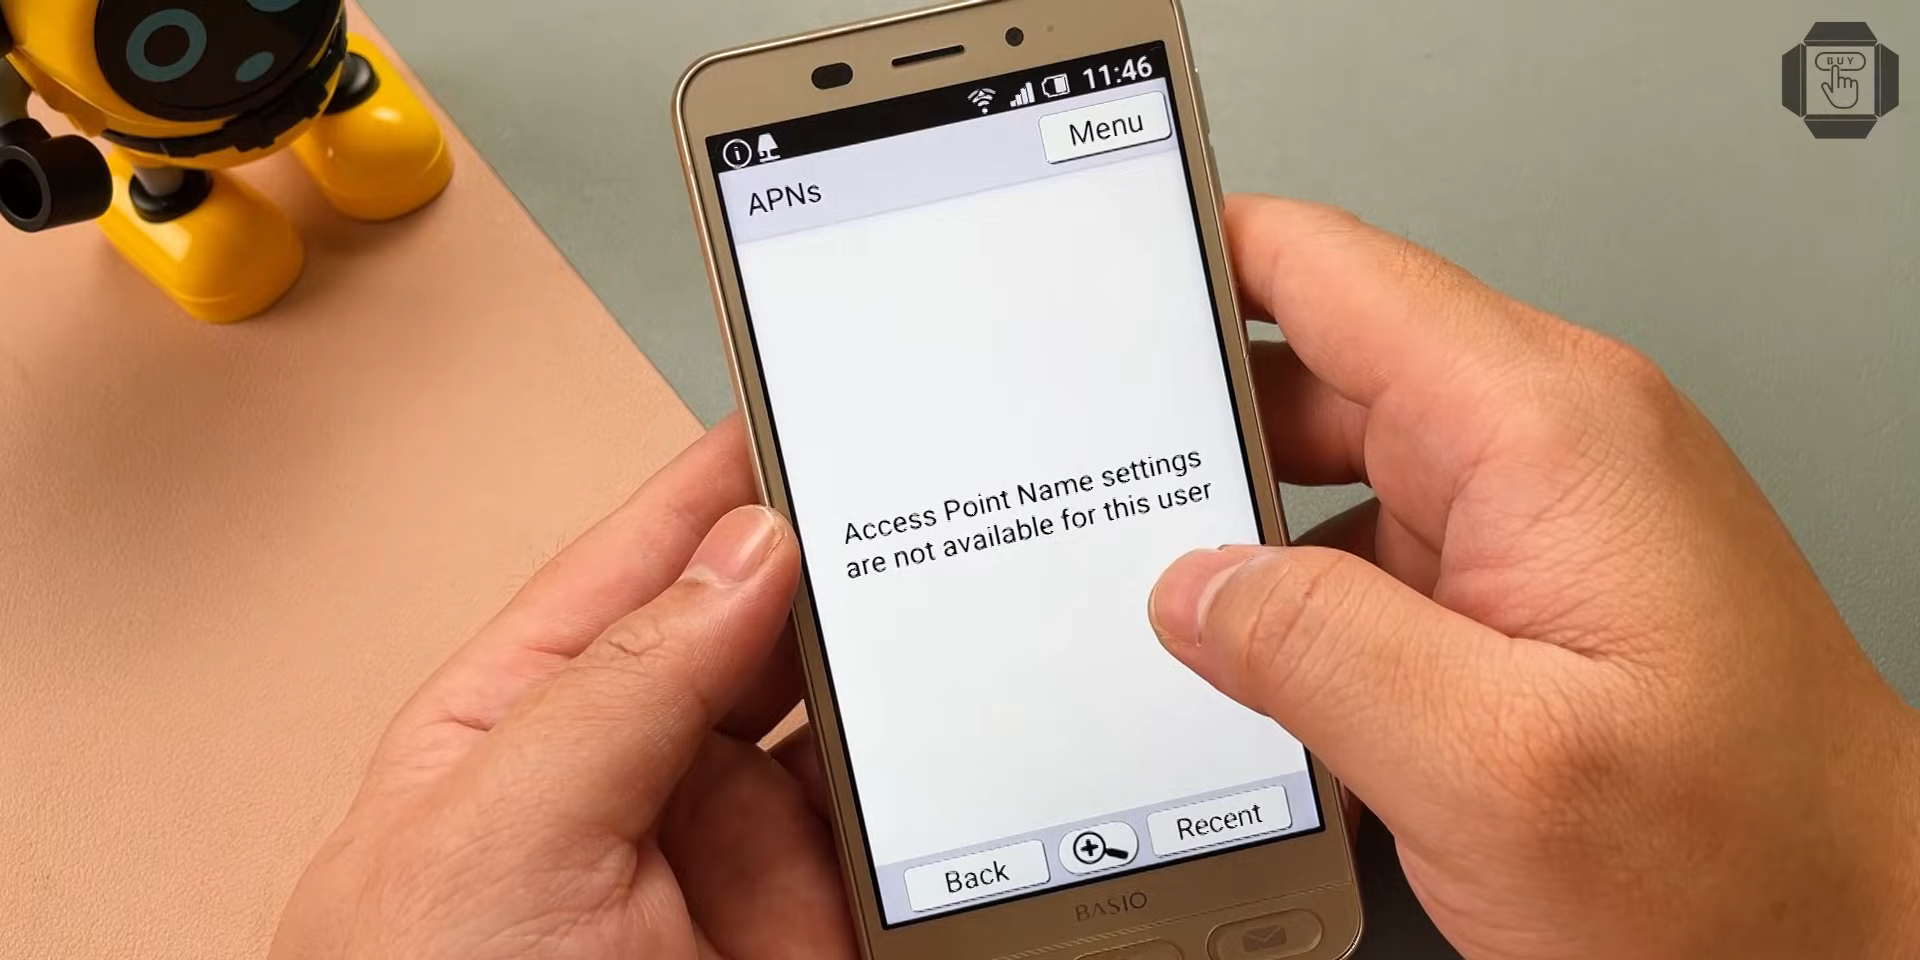 BUY
11:46
Menu
APNs
Access Point Name settings
are not available for this user
Back
Recent
BASIO